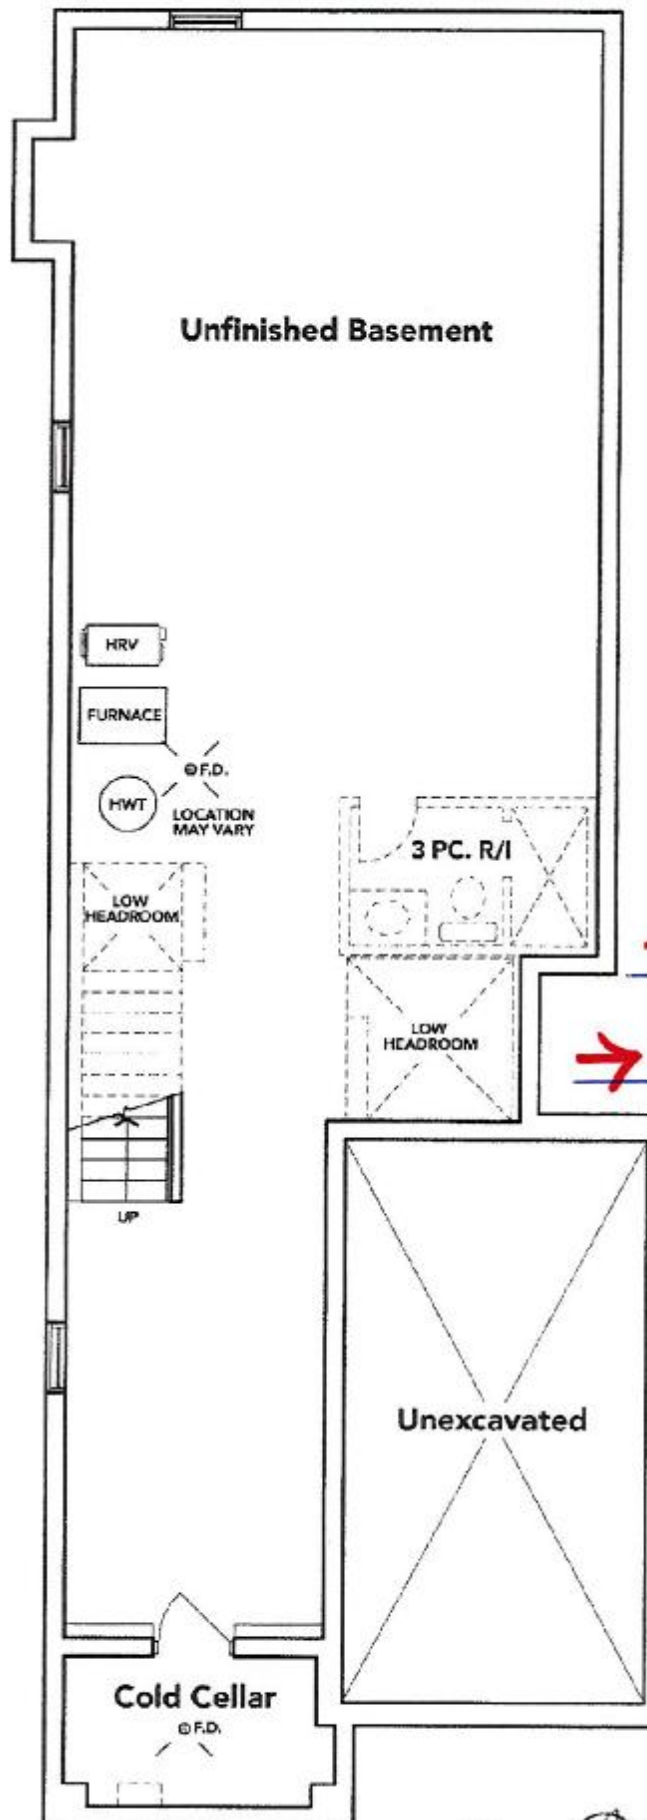 Unfinished Basement
HRV
FURNACE
F.D.
HWT
LOCATION
MAY VARY
3 PC. R/I
LOW
HEADROOM
LOW
HEADROOM
UP
Unexcavated
Cold Cellar
F.D.